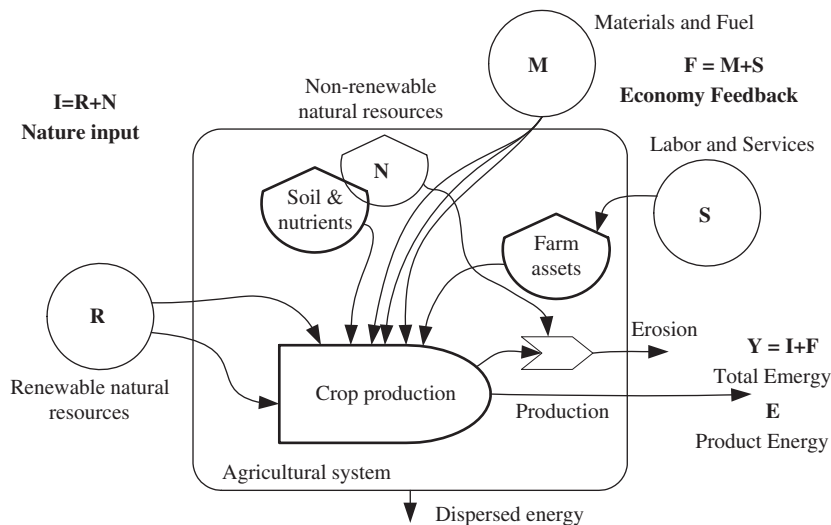 Materials and Fuel
M
F = M+S
Economy Feedback
Non-renewable
natural resources
I=R+N
Nature input
Labor and Services
N
Soil &
nutrients
S
Farm
assets
R
Erosion
Y = I+F
Renewable natural
resources
Crop production
Total Emergy
Production
E
Product Energy
Agricultural system
Dispersed energy